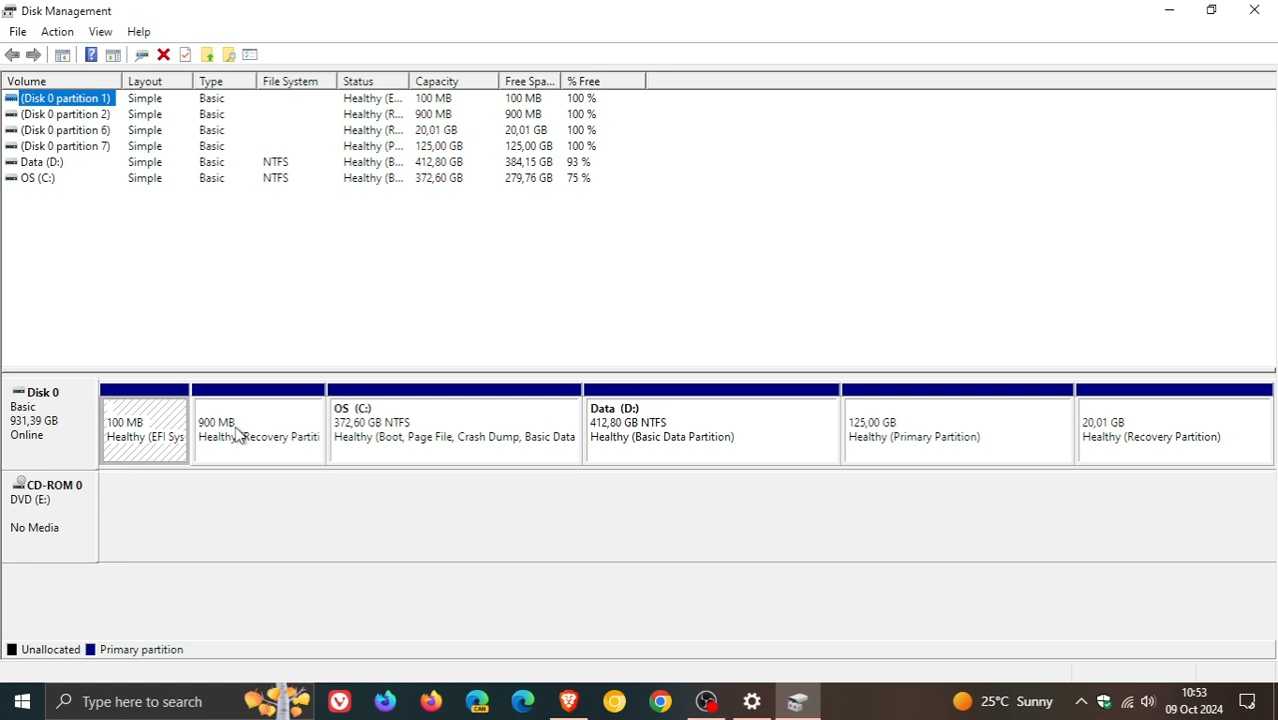 Disk Management
File Action View Help
Volume Layout Type File System Status Capacity Free Spa... % Free
(Disk 0 partition 1) Simple Basic Healthy (E... 100 MB 100 MB 100 %
(Disk 0 partition 2) Simple Basic Healthy (R... 900 MB 900 MB 100 %
(Disk 0 partition 6) Simple Basic Healthy (R... 20,01 GB 20,01 GB 100 %
(Disk 0 partition 7) Simple Basic Healthy (P... 125,00 GB 125,00 GB 100 %
Data (D:) Simple Basic NTFS Healthy (B... 412,80 GB 384,15 GB 93 %
OS (C:) Simple Basic NTFS Healthy (B... 372,60 GB 279,76 GB 75 %
Disk 0
Basic
931,39 GB
Online
100 MB
Healthy (EFI Sys
900 MB
Healthy (Recovery Partiti
OS (C:)
372,60 GB NTFS
Healthy (Boot, Page File, Crash Dump, Basic Data
Data (D:)
412,80 GB NTFS
Healthy (Basic Data Partition)
125,00 GB
Healthy (Primary Partition)
20,01 GB
Healthy (Recovery Partition)
CD-ROM 0
DVD (E:)
No Media
Unallocated Primary partition
Type here to search
CAN
25°C Sunny
10:53
09 Oct 2024